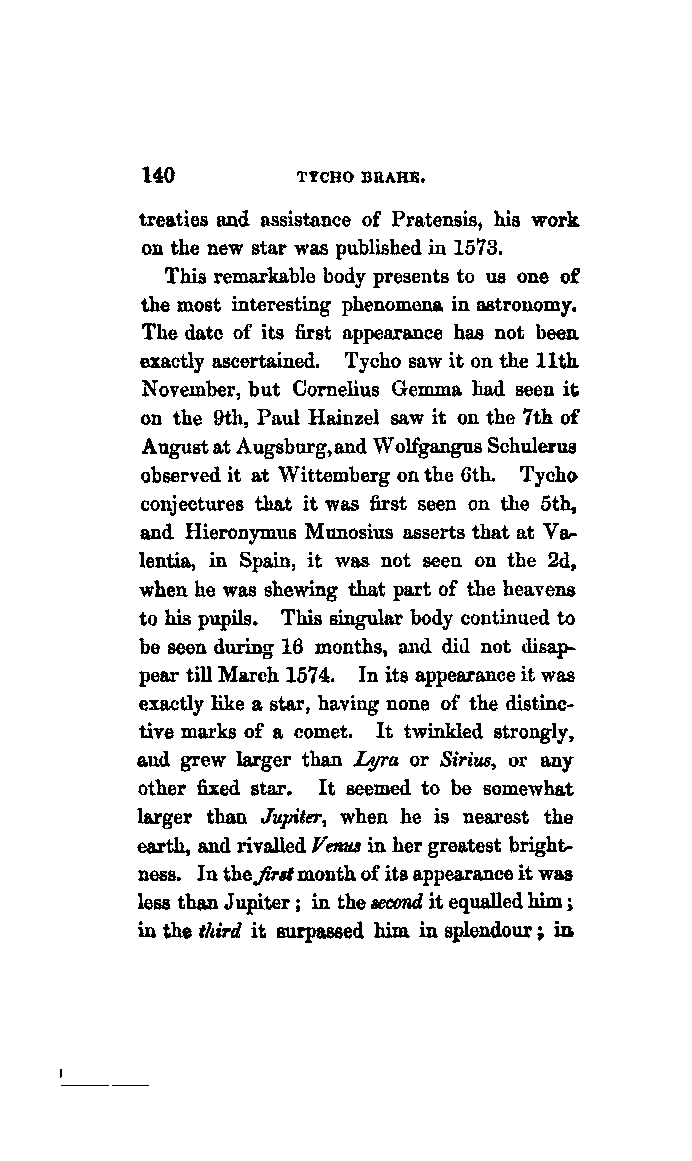 140 TYCHO BRAHE.
treaties and assistance of Pratensis, his work
on the new star was published in 1573.
This remarkable body presents to us one of
the most interesting phenomena in astronomy.
The date of its first appearance has not been
exactly ascertained. Tycho saw it on the 11th
November, but Cornelius Gemma had seen it
on the 9th, Paul Hainzel saw it on the 7th of
August at Augsburg, and Wolfgangus Schulerus
observed it at Wittemberg on the 6th. Tycho
conjectures that it was first seen on the 5th,
and Hieronymus Munosius asserts that at Va-
lentia, in Spain, it was not seen on the 2d,
when he was shewing that part of the heavens
to his pupils. This singular body continued to
be seen during 16 months, and did not disap-
pear till March 1574. In its appearance it was
exactly like a star, having none of the distinc-
tive marks of a comet. It twinkled strongly,
and grew larger than Lyra or Sirius, or any
other fixed star. It seemed to be somewhat
larger than Jupiter, when he is nearest the
earth, and rivalled Venus in her greatest bright-
ness. In the first month of its appearance it was
less than Jupiter; in the second it equalled him;
in the third it surpassed him in splendour; in